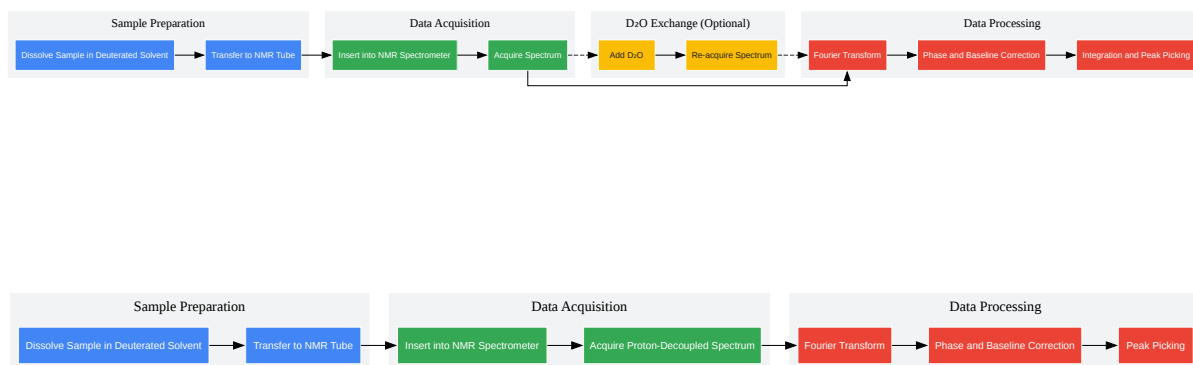 Sample Preparation
Data Acquisition
D₂O Exchange (Optional)
Data Processing
Dissolve Sample in Deuterated Solvent
Transfer to NMR Tube
Insert into NMR Spectrometer
Acquire Spectrum
Add D₂O
Re-acquire Spectrum
Fourier Transform
Phase and Baseline Correction
Integration and Peak Picking
Sample Preparation
Data Acquisition
Data Processing
Dissolve Sample in Deuterated Solvent
Transfer to NMR Tube
Insert into NMR Spectrometer
Acquire Proton-Decoupled Spectrum
Fourier Transform
Phase and Baseline Correction
Peak Picking